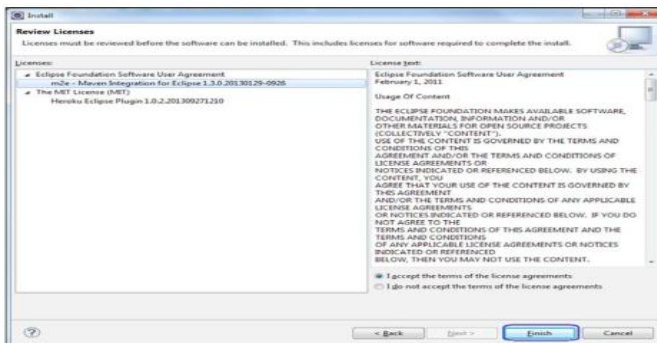 Install
Review Licenses
Licenses must be reviewed before the software can be installed. This includes licenses for software required to complete the install.
Licenses:
Eclipse Foundation Software User Agreement
m2e - Maven Integration for Eclipse 1.3.0.20130129-0926
The MIT License (MIT)
Heroku Eclipse Plugin 1.0.2.201309271210
License text:
Eclipse Foundation Software User Agreement
February 1, 2011
Usage Of Content
THE ECLIPSE FOUNDATION MAKES AVAILABLE SOFTWARE,
DOCUMENTATION, INFORMATION AND/OR
OTHER MATERIALS FOR OPEN SOURCE PROJECTS
(COLLECTIVELY "CONTENT").
USE OF THE CONTENT IS GOVERNED BY THE TERMS AND
CONDITIONS OF THIS
AGREEMENT AND/OR THE TERMS AND CONDITIONS OF
LICENSE AGREEMENTS OR
NOTICES INDICATED OR REFERENCED BELOW. BY USING THE
CONTENT, YOU
AGREE THAT YOUR USE OF THE CONTENT IS GOVERNED BY
THIS AGREEMENT
AND/OR THE TERMS AND CONDITIONS OF ANY APPLICABLE
LICENSE AGREEMENTS
OR NOTICES INDICATED OR REFERENCED BELOW. IF YOU DO
NOT AGREE TO THE
TERMS AND CONDITIONS OF THIS AGREEMENT AND THE
TERMS AND CONDITIONS
OF ANY APPLICABLE LICENSE AGREEMENTS OR NOTICES
INDICATED OR REFERENCED
BELOW, THEN YOU MAY NOT USE THE CONTENT.
I accept the terms of the license agreements
I do not accept the terms of the license agreements
< Back
Next >
Finish
Cancel